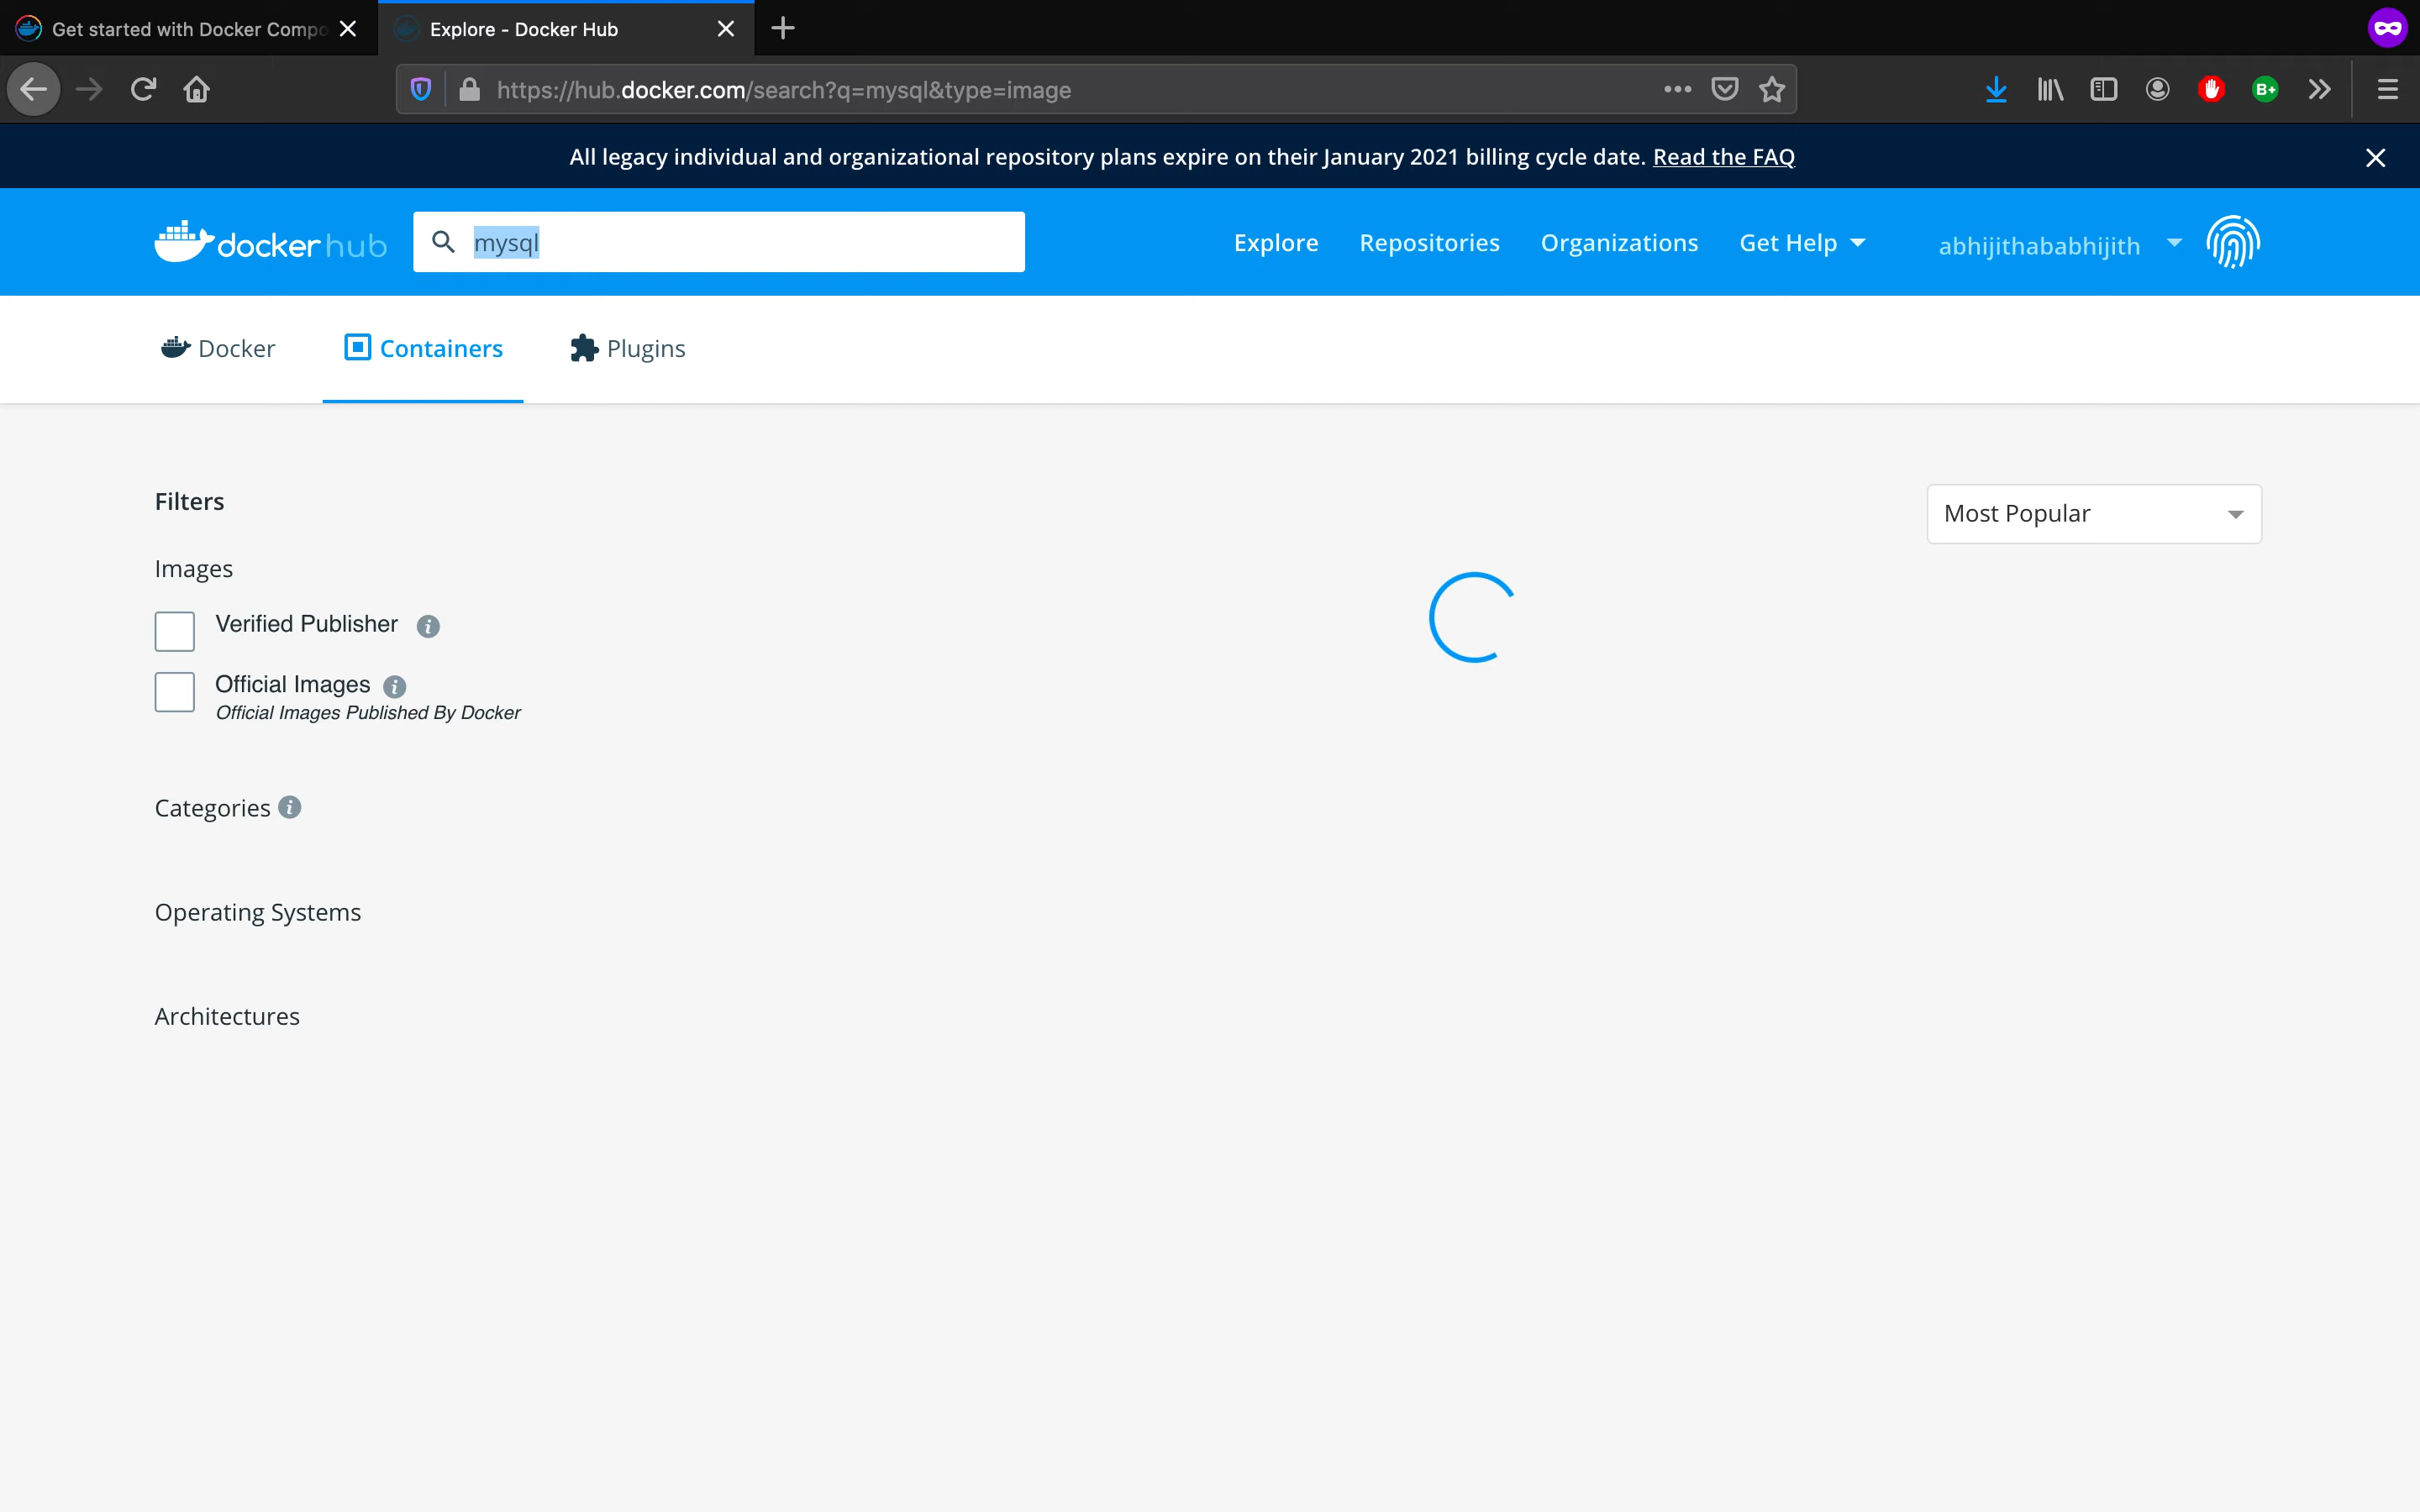 Get started with Docker Compo
Explore - Docker Hub
https://hub.docker.com/search?q=mysql&type=image
B+
All legacy individual and organizational repository plans expire on their January 2021 billing cycle date. Read the FAQ
dockerhub
mysql
Explore
Repositories
Organizations
Get Help
abhijithababhijith
Docker
Containers
Plugins
Filters
Most Popular
Images
Verified Publisher
Official Images
Official Images Published By Docker
Categories
Operating Systems
Architectures